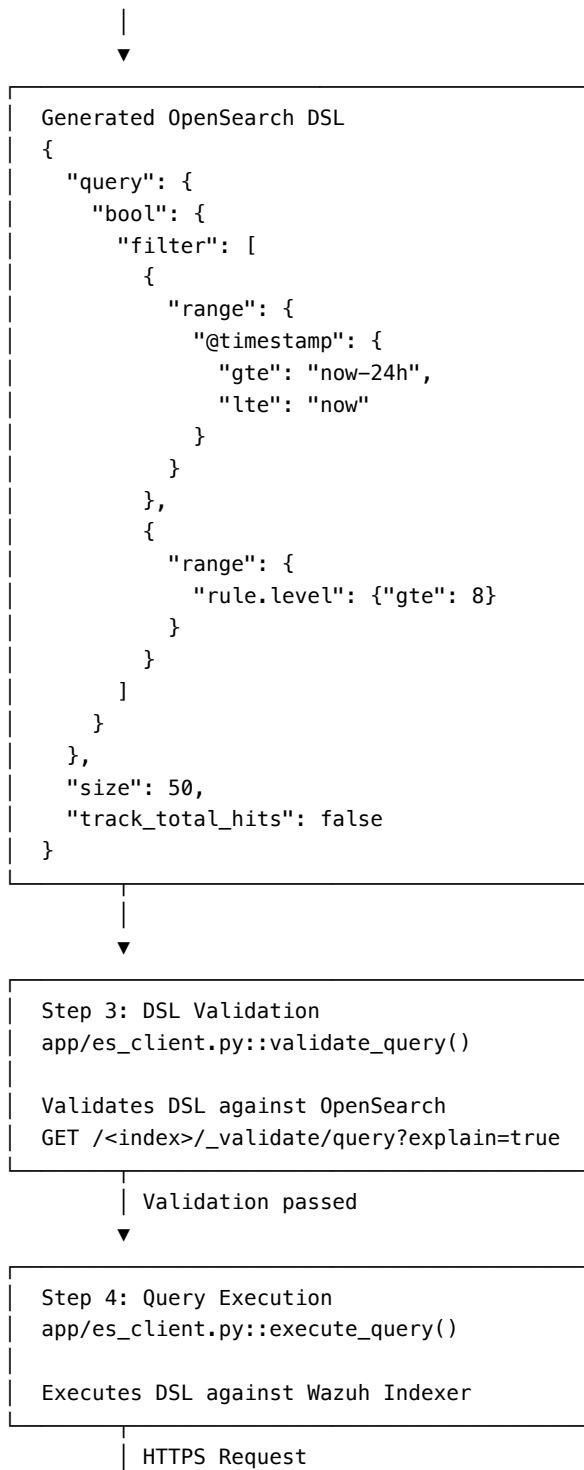 Generated OpenSearch DSL
{
"query": {
"bool": {
"filter": [
{
"range": {
"@timestamp": {
"gte": "now-24h",
"lte": "now"
}
}
},
{
"range": {
"rule.level": {"gte": 8}
}
}
]
}
},
"size": 50,
"track_total_hits": false
}
Step 3: DSL Validation
app/es_client.py::validate_query()
Validates DSL against OpenSearch
GET /<index>/_validate/query?explain=true
Validation passed
Step 4: Query Execution
app/es_client.py::execute_query()
Executes DSL against Wazuh Indexer
HTTPS Request